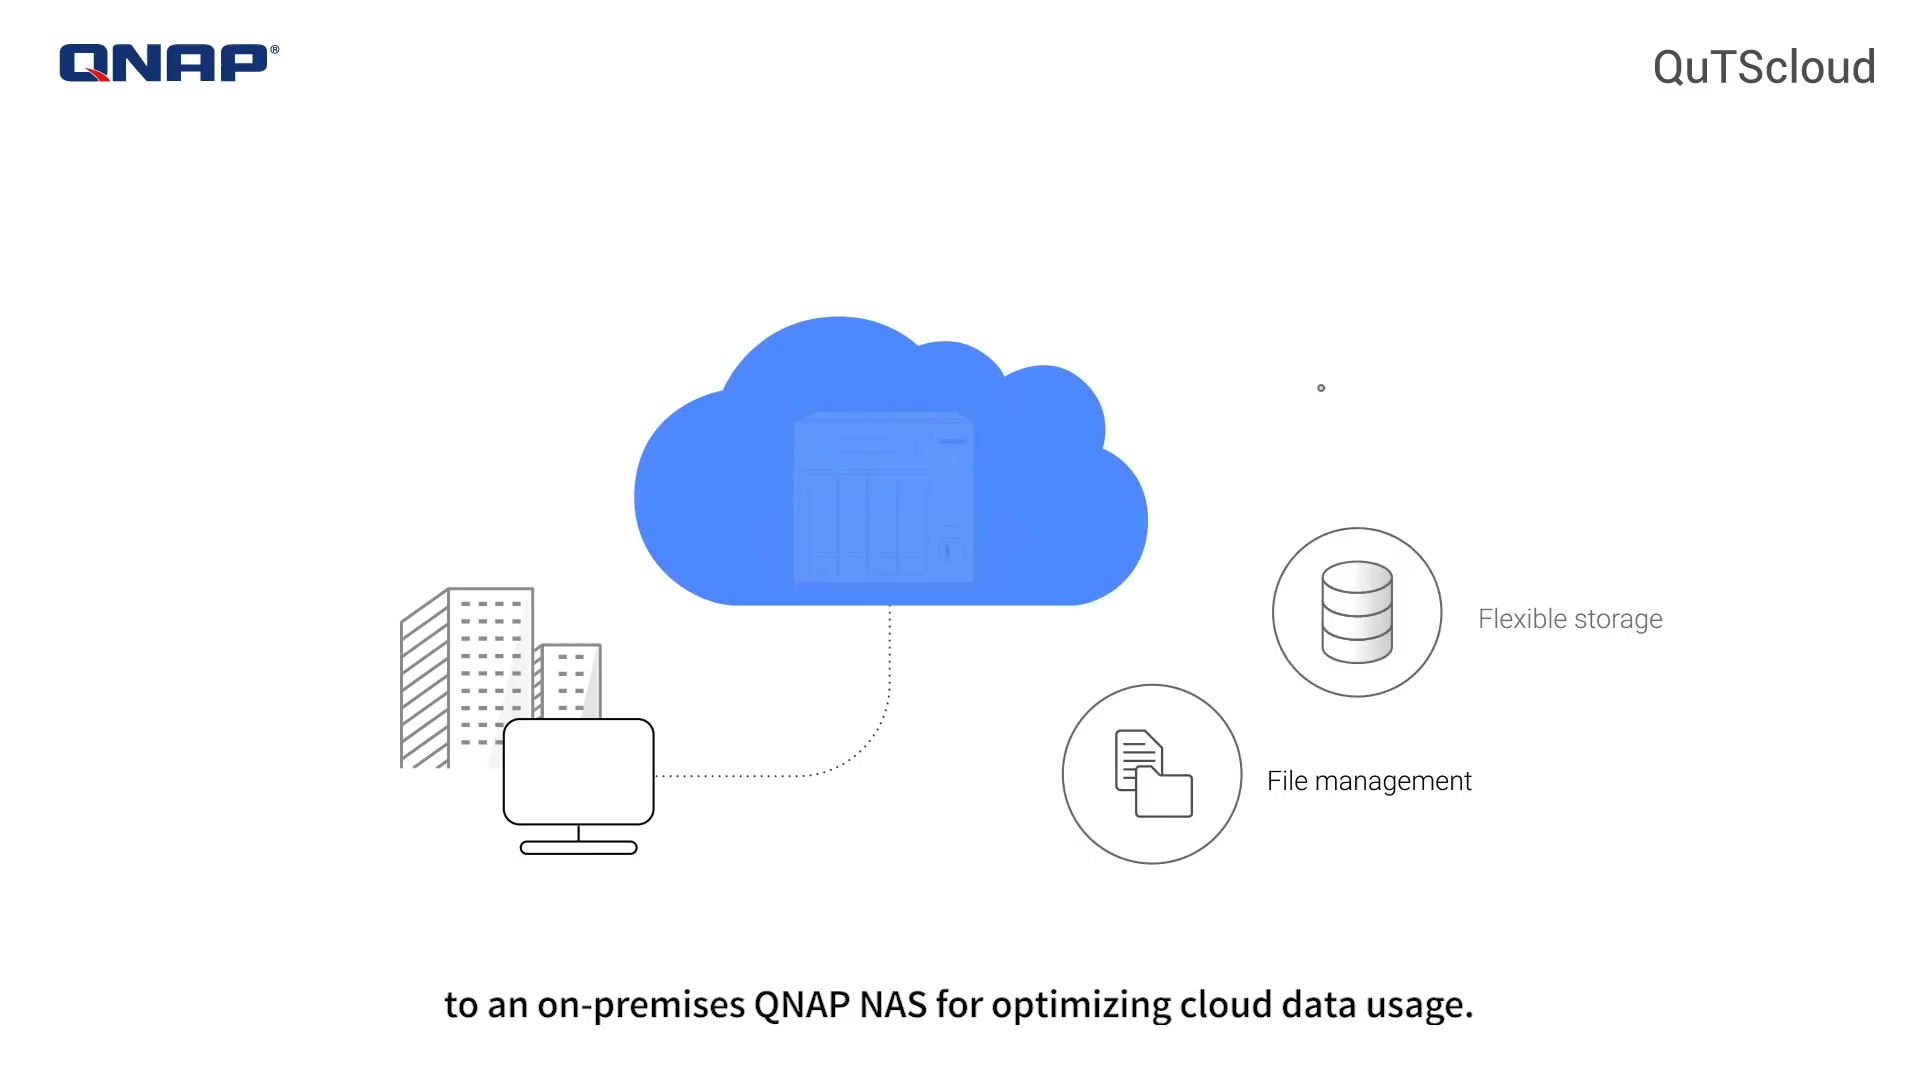 QNAP®
QuTScloud
Flexible storage
File management
to an on-premises QNAP NAS for optimizing cloud data usage.